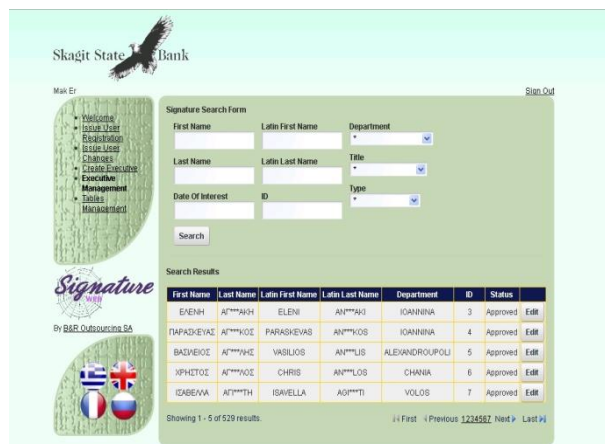 Skagit State Bank
Mak Er
Sign Out
Welcome
Issue User
Registration
Issue User
Changes
Create Executive
Executive
Management
Tables
Management
Signature
WEB
By B&R Outsourcing SA
Signature Search Form
First Name Latin First Name Department
*
Last Name Latin Last Name Title
*
Date Of Interest ID Type
*
Search
Search Results
First Name Last Name Latin First Name Latin Last Name Department ID Status
ΕΛΕΝΗ ΑΓ***ΑΚΗ ELENI AN***AKI IOANNINA 3 Approved Edit
ΠΑΡΑΣΚΕΥΑΣ ΑΓ***ΚΟΣ PARASKEVAS AN***KOS IOANNINA 4 Approved Edit
ΒΑΣΙΛΕΙΟΣ ΑΓ***ΛΗΣ VASILIOS AN***LIS ALEXANDROUPOLI 5 Approved Edit
ΧΡΗΣΤΟΣ ΑΓ***ΛΟΣ CHRIS AN***LOS CHANIA 6 Approved Edit
ΙΣΑΒΕΛΛΑ ΑΓΙ***ΤΗ ISAVELLA AGI***TI VOLOS 7 Approved Edit
Showing 1 - 5 of 529 results. First Previous 1234567 Next Last